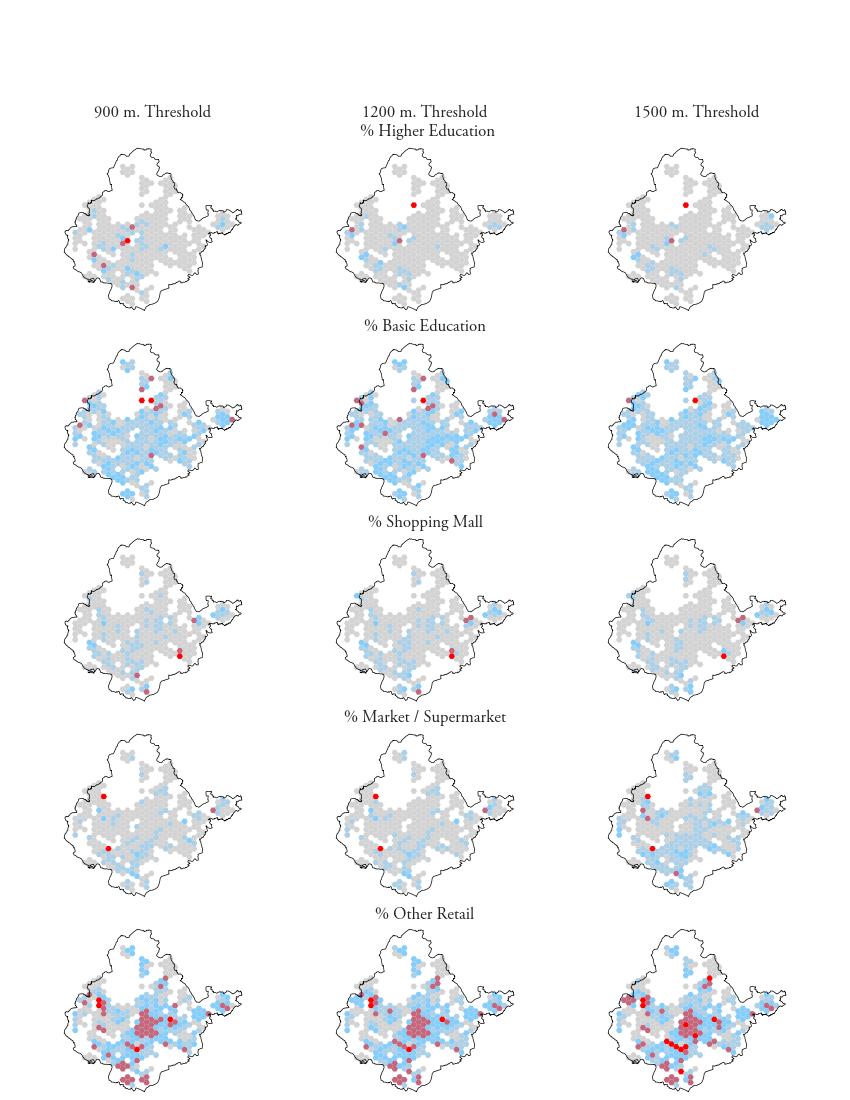 900 m. Threshold
1200 m. Threshold
1500 m. Threshold
% Higher Education
% Basic Education
% Shopping Mall
% Market / Supermarket
% Other Retail